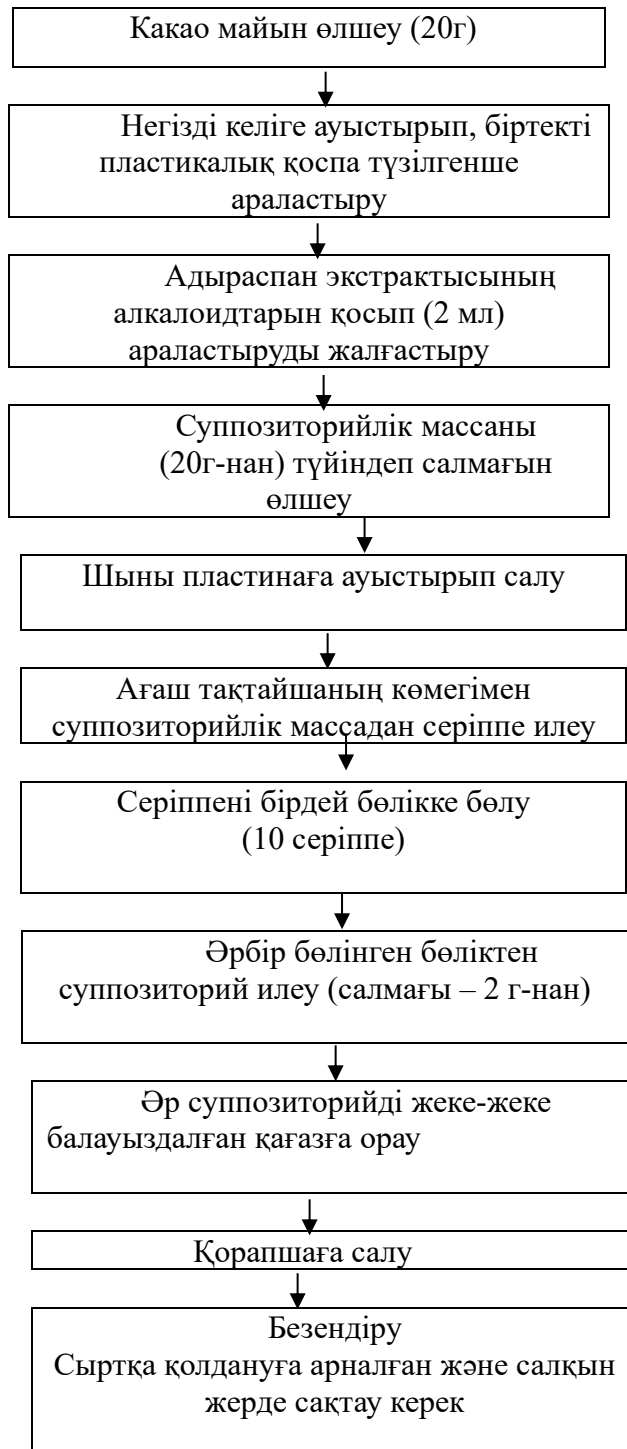 Какао майын өлшеу (20г)
Негізді келіге ауыстырып, біртекті
пластикалық қоспа түзілгенше
араластыру
Адыраспан экстрактысының
алкалоидтарын қосып (2 мл)
араластыруды жалғастыру
Суппозиторийлік массаны
(20г-нан) түйіндеп салмағын
өлшеу
Шыны пластинаға ауыстырып салу
Ағаш тақтайшаның көмегімен
суппозиторийлік массадан серіппе илеу
Серіппені бірдей бөлікке бөлу
(10 серіппе)
Әрбір бөлінген бөліктен
суппозиторий илеу (салмағы – 2 г-нан)
Әр суппозиторийді жеке-жеке
балауыздалған қағазға орау
Қорапшаға салу
Безендіру
Сыртқа қолдануға арналған және салқын
жерде сақтау керек